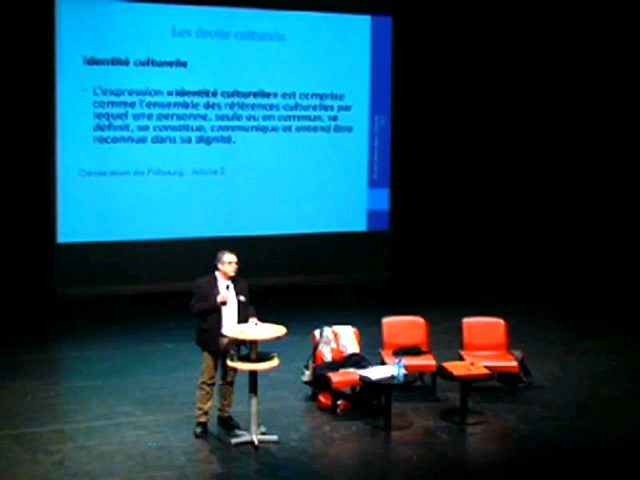 Les droits culturels
Identité culturelle
- L'expression «identité culturelle» est comprise
comme l'ensemble des références culturelles par
lequel une personne, seule ou en commun, se
définit, se constitue, communique et entend être
reconnue dans sa dignité.
Déclaration de Fribourg - Article 2